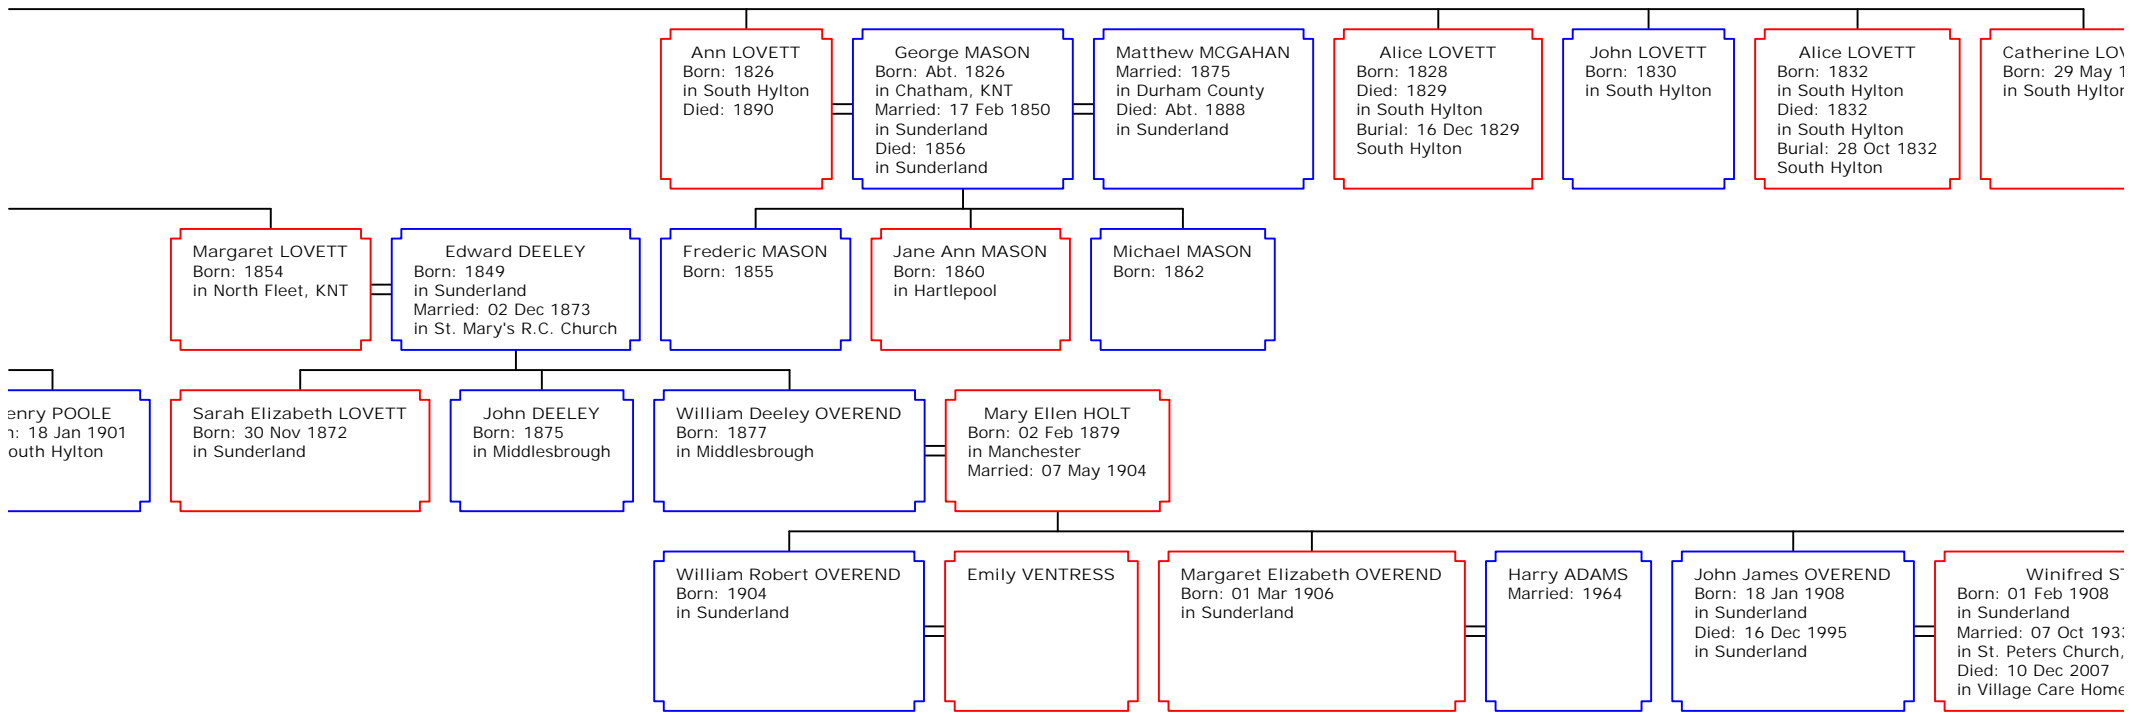 Ann LOVETT
Born: 1826
in South Hylton
Died: 1890
George MASON
Born: Abt. 1826
in Chatham, KNT
Married: 17 Feb 1850
in Sunderland
Died: 1856
in Sunderland
Matthew MCGAHAN
Married: 1875
in Durham County
Died: Abt. 1888
in Sunderland
Alice LOVETT
Born: 1828
Died: 1829
in South Hylton
Burial: 16 Dec 1829
South Hylton
John LOVETT
Born: 1830
in South Hylton
Alice LOVETT
Born: 1832
in South Hylton
Died: 1832
in South Hylton
Burial: 28 Oct 1832
South Hylton
Catherine
Born: 29 May
in South
Margaret LOVETT
Born: 1854
in North Fleet, KNT
Edward DEELEY
Born: 1849
in Sunderland
Married: 02 Dec 1873
in St. Mary's R.C. Church
Frederic MASON
Born: 1855
Jane Ann MASON
Born: 1860
in Hartlepool
Michael MASON
Born: 1862
enry POOLE
18 Jan 1901
outh Hylton
Sarah Elizabeth LOVETT
Born: 30 Nov 1872
in Sunderland
John DEELEY
Born: 1875
in Middlesbrough
William Deeley OVEREND
Born: 1877
in Middlesbrough
Mary Ellen HOLT
Born: 02 Feb 1879
in Manchester
Married: 07 May 1904
William Robert OVEREND
Born: 1904
in Sunderland
Emily VENTRESS
Margaret Elizabeth OVEREND
Born: 01 Mar 1906
in Sunderland
Harry ADAMS
Married: 1964
John James OVEREND
Born: 18 Jan 1908
in Sunderland
Died: 16 Dec 1995
in Sunderland
Winifred
Born: 01 Feb 1908
in Sunderland
Married: 07 Oct
in St. Peters Church,
Died: 10 Dec 2007
in Village Care Home